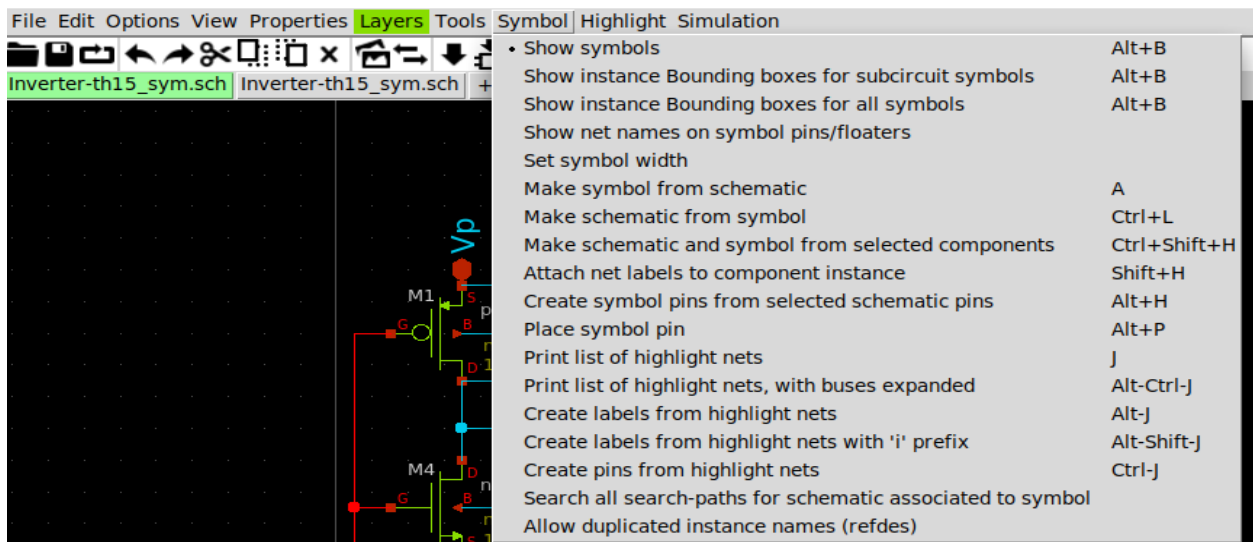 File Edit Options View Properties Layers Tools Symbol Highlight Simulation
Inverter-th15_sym.sch Inverter-th15_sym.sch +
• Show symbols Alt+B
Show instance Bounding boxes for subcircuit symbols Alt+B
Show instance Bounding boxes for all symbols Alt+B
Show net names on symbol pins/floaters
Set symbol width
Make symbol from schematic A
Make schematic from symbol Ctrl+L
Make schematic and symbol from selected components Ctrl+Shift+H
Attach net labels to component instance Shift+H
Create symbol pins from selected schematic pins Alt+H
Place symbol pin Alt+P
Print list of highlight nets J
Print list of highlight nets, with buses expanded Alt-Ctrl-J
Create labels from highlight nets Alt-J
Create labels from highlight nets with 'i' prefix Alt-Shift-J
Create pins from highlight nets Ctrl-J
Search all search-paths for schematic associated to symbol
Allow duplicated instance names (refdes)
Vp
M1
S
G
B
D
M4
D
G
B
S